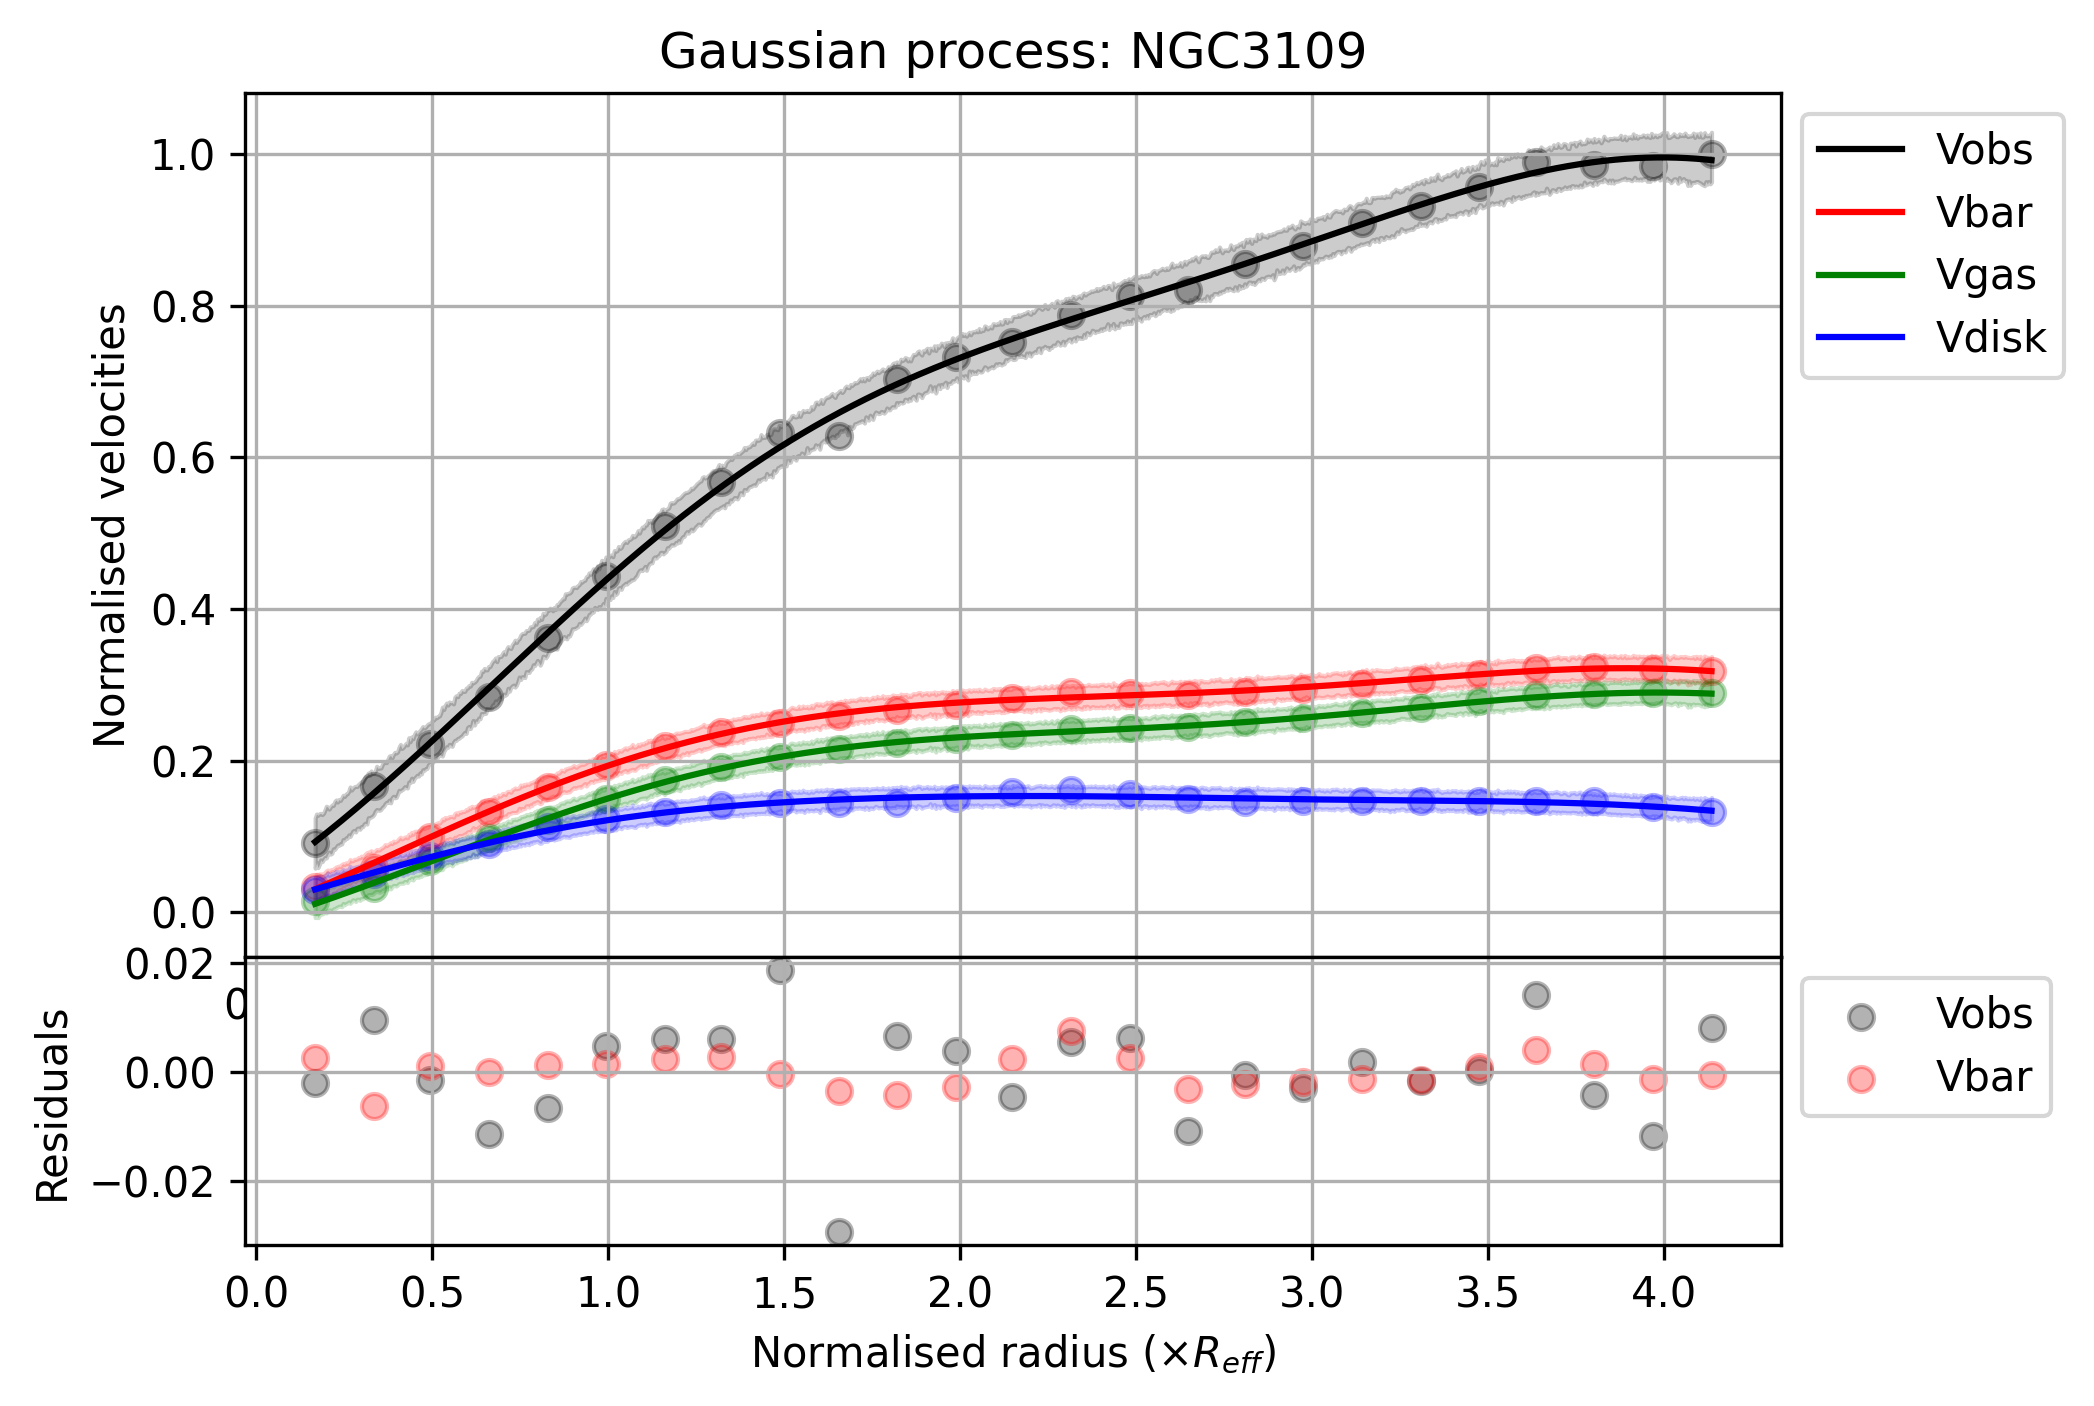 Gaussian process: NGC3109
1.0
0.8
0.6
0.4
0.2
0.0
Normalised velocities
Vobs
Vbar
Vgas
Vdisk
0.02
0
0.00
−0.02
Residuals
Vobs
Vbar
0.0 0.5 1.0 1.5 2.0 2.5 3.0 3.5 4.0
Normalised radius (×R_eff)